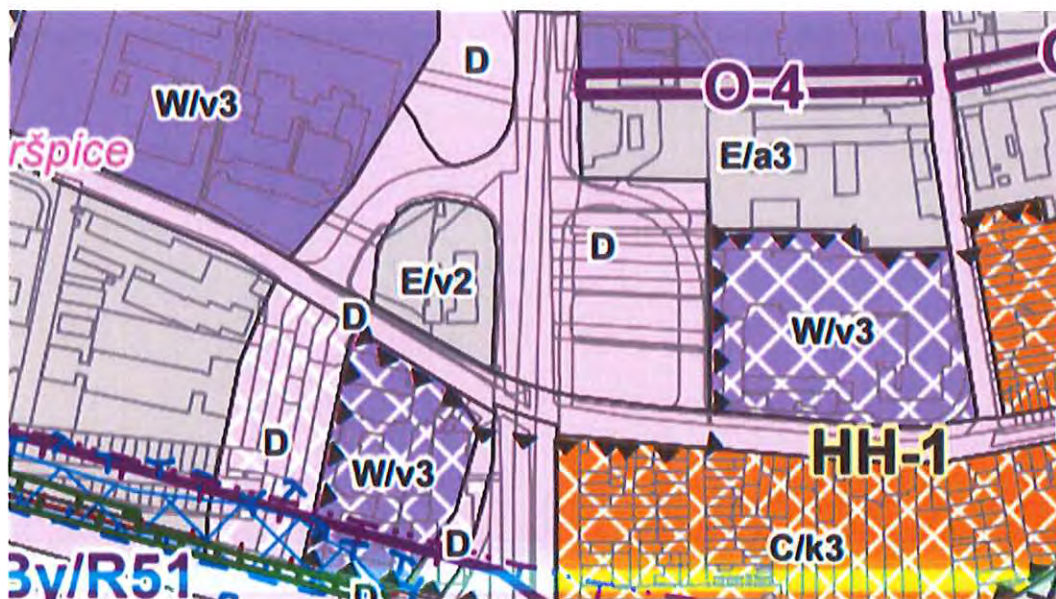 D
W/v3
O-4
ršpice
E/a3
D
E/v2
D
W/v3
D
HH-1
W/v3
D
C/k3
By/R51
D